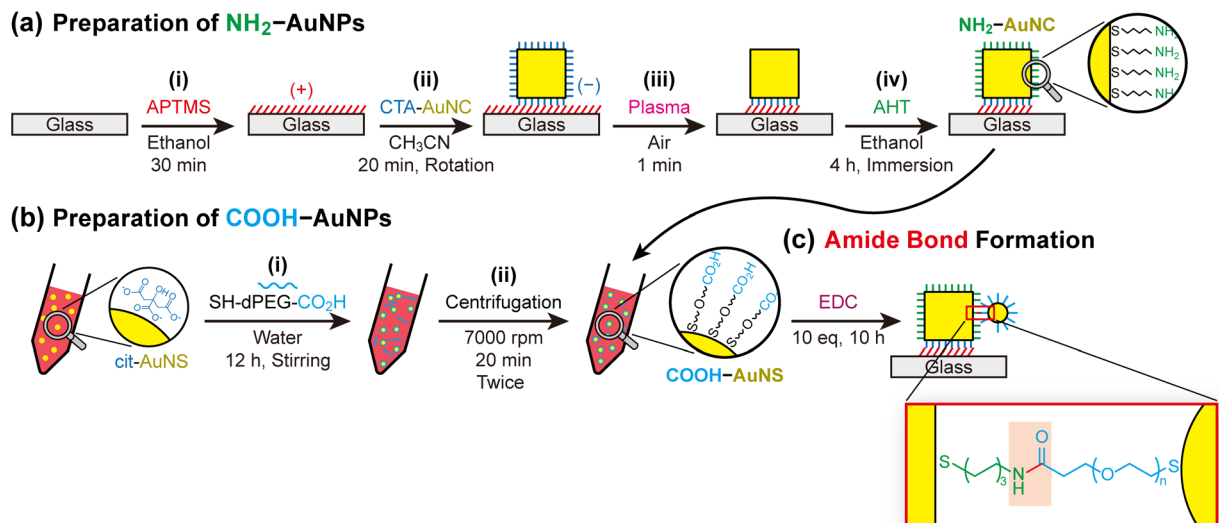 (a) Preparation of NH2–AuNPs
(i)
APTMS
Ethanol
30 min
Glass
(+)
Glass
(ii)
CTA-AuNC
CH3CN
20 min, Rotation
(−)
Glass
(iii)
Plasma
Air
1 min
Glass
(iv)
AHT
Ethanol
4 h, Immersion
NH2–AuNC
Glass
S NH2
S NH2
S NH2
S NH
(b) Preparation of COOH–AuNPs
cit-AuNS
O O-
-O OH O
O O-
(i)
SH-dPEG-CO2H
Water
12 h, Stirring
(ii)
Centrifugation
7000 rpm
20 min
Twice
S O CO2H
S O CO2H
S O CO
COOH–AuNS
(c) Amide Bond Formation
EDC
10 eq, 10 h
Glass
S ( )3 N H O ( O )n S